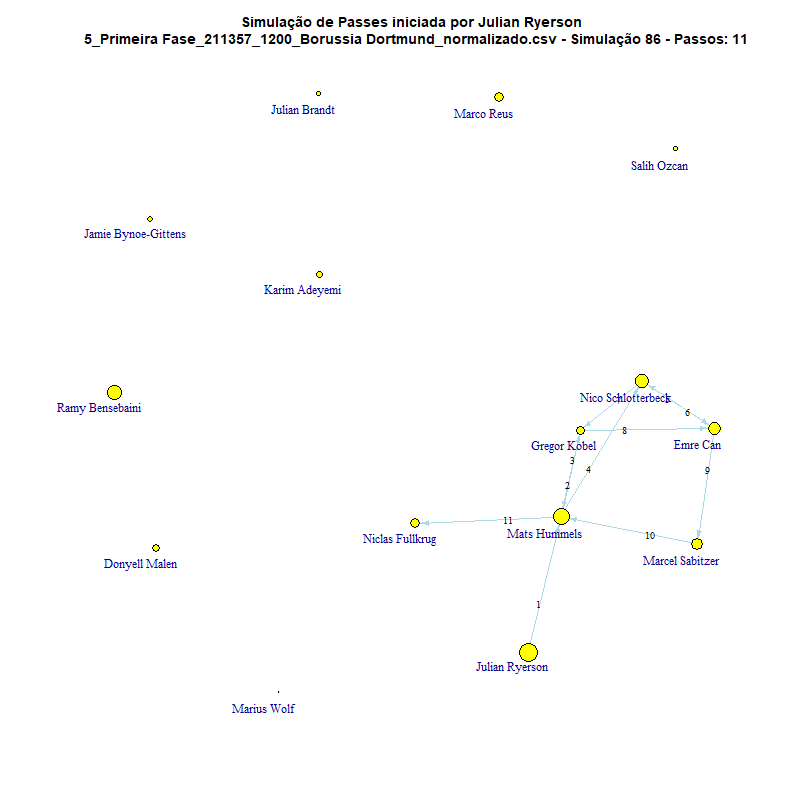 Simulação de Passes iniciada por Julian Ryerson
5_Primeira Fase_211357_1200_Borussia Dortmund_normalizado.csv - Simulação 86 - Passos: 11
Julian Brandt
Marco Reus
Salih Ozcan
Jamie Bynoe-Gittens
Karim Adeyemi
Nico Schlotterbeck
Ramy Bensebaini
6
8
Gregor Kobel
Emre Can
3
4
9
2
11
10
Niclas Fullkrug
Mats Hummels
Marcel Sabitzer
Donyell Malen
1
Julian Ryerson
Marius Wolf